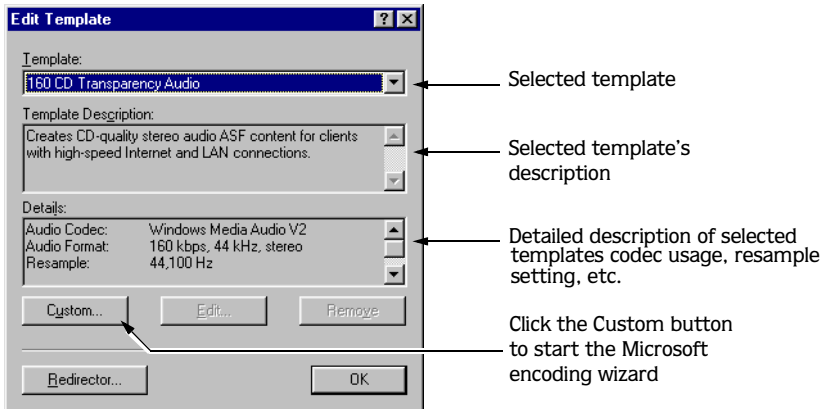 Edit Template
Template:
160 CD Transparency Audio
Selected template
Template Description:
Creates CD-quality stereo audio ASF content for clients
with high-speed Internet and LAN connections.
Selected template's
description
Details:
Audio Codec: Windows Media Audio V2
Audio Format: 160 kbps, 44 kHz, stereo
Resample: 44,100 Hz
Detailed description of selected
templates codec usage, resample
setting, etc.
Custom... Edit... Remove
Click the Custom button
to start the Microsoft
encoding wizard
Redirector... OK